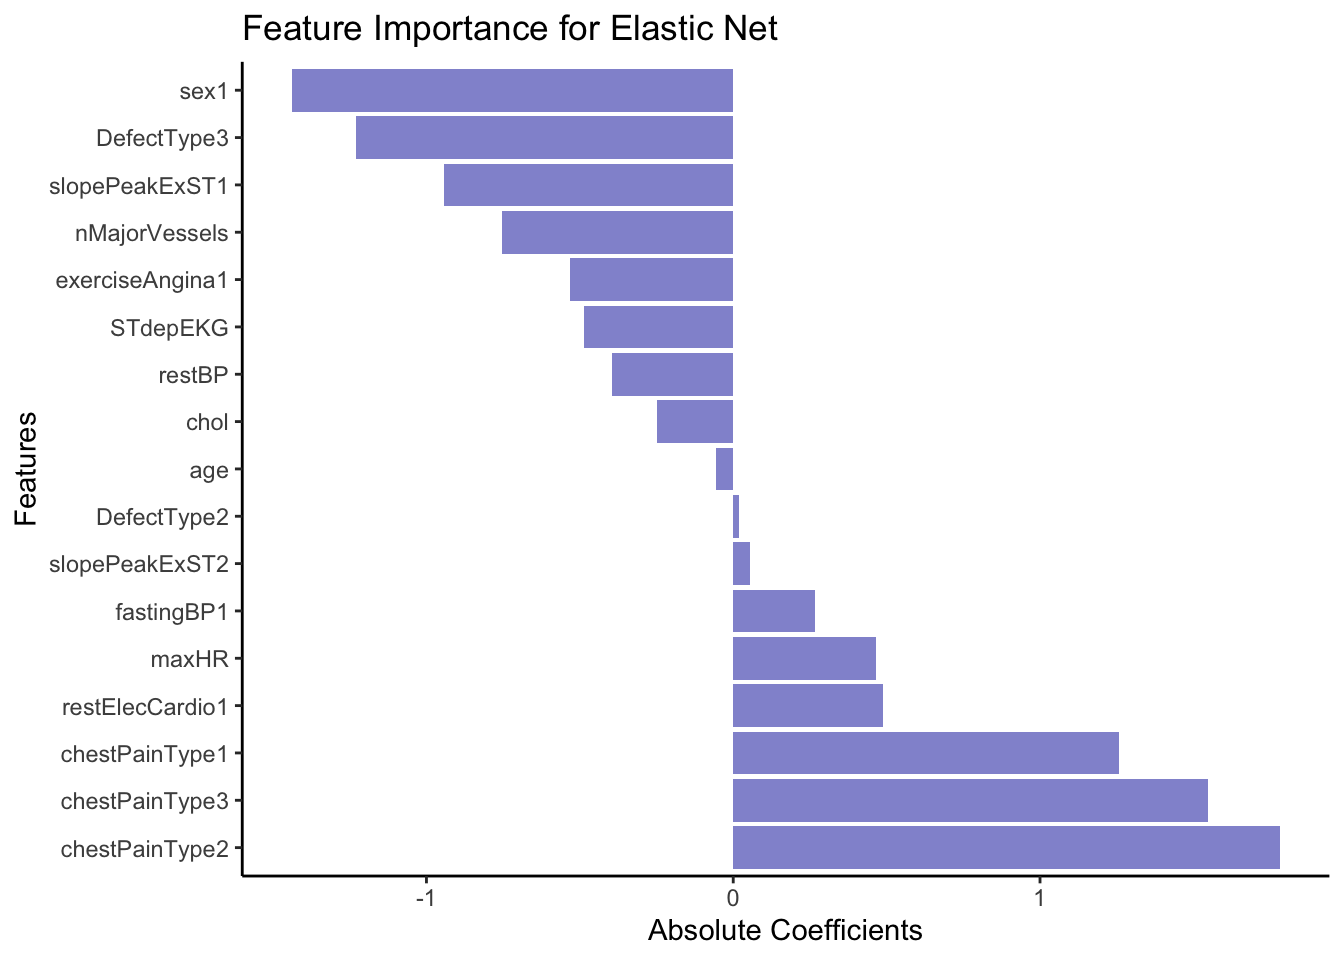 Feature Importance for Elastic Net
sex1
DefectType3
slopePeakExST1
nMajorVessels
exerciseAngina1
STdepEKG
restBP
chol
age
DefectType2
slopePeakExST2
fastingBP1
maxHR
restElecCardio1
chestPainType1
chestPainType3
chestPainType2
Features
-1 0 1
Absolute Coefficients